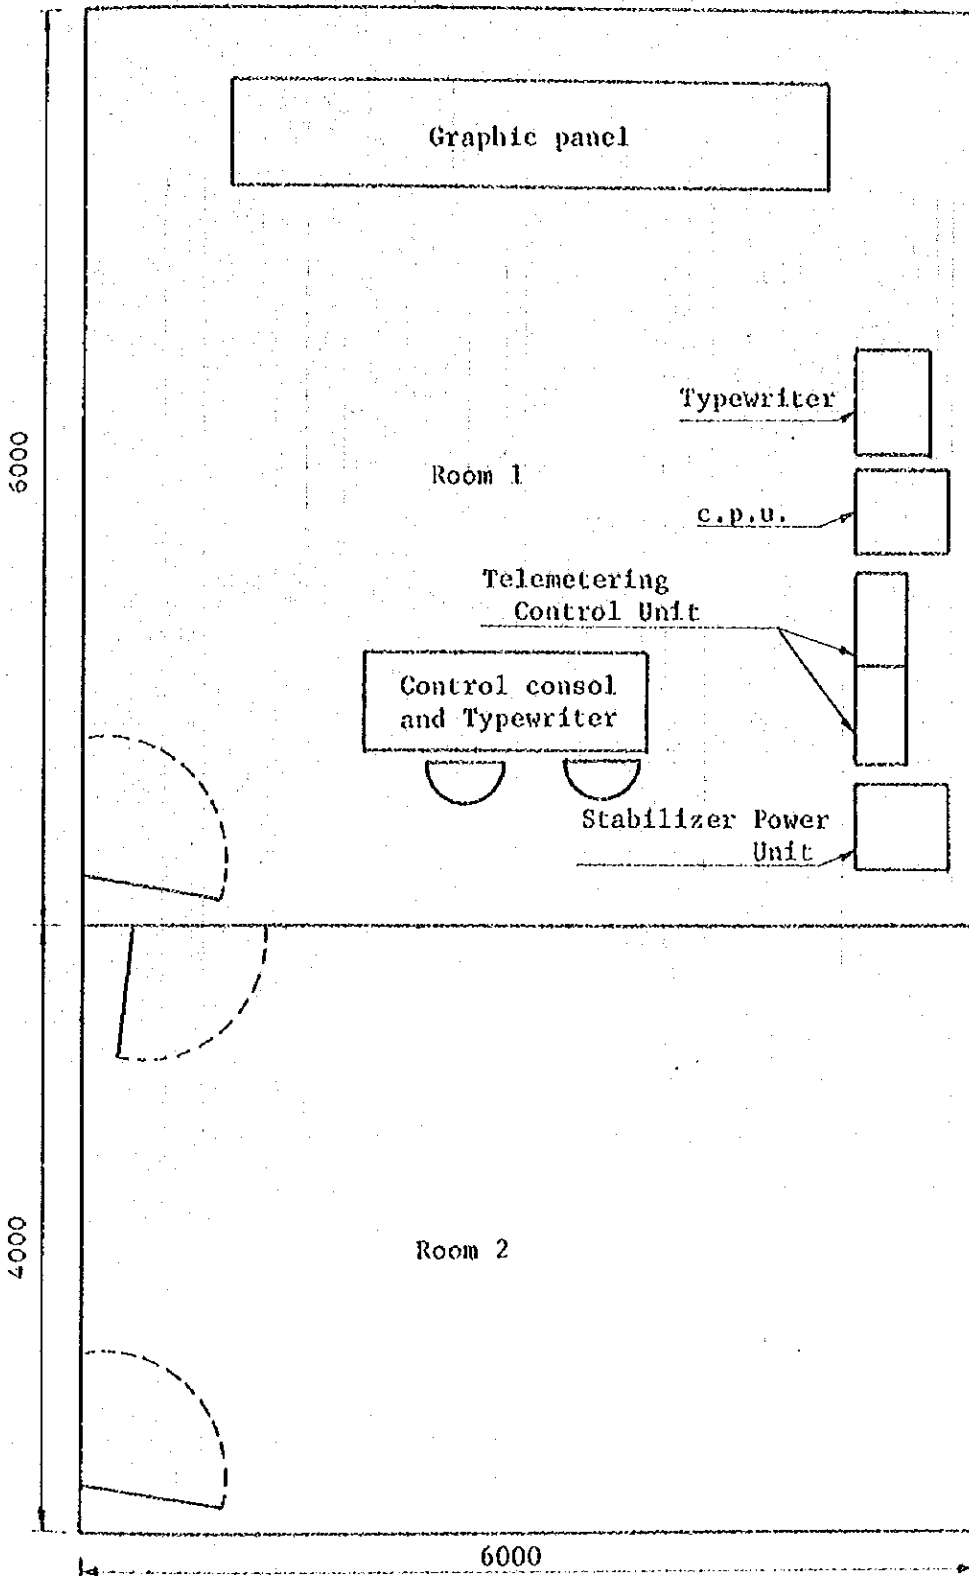 Graphic panel
Typewriter
6000
Room 1
c.p.u.
Telemetering
Control Unit
Control consol
and Typewriter
Stabilizer Power
Unit
4000
Room 2
6000